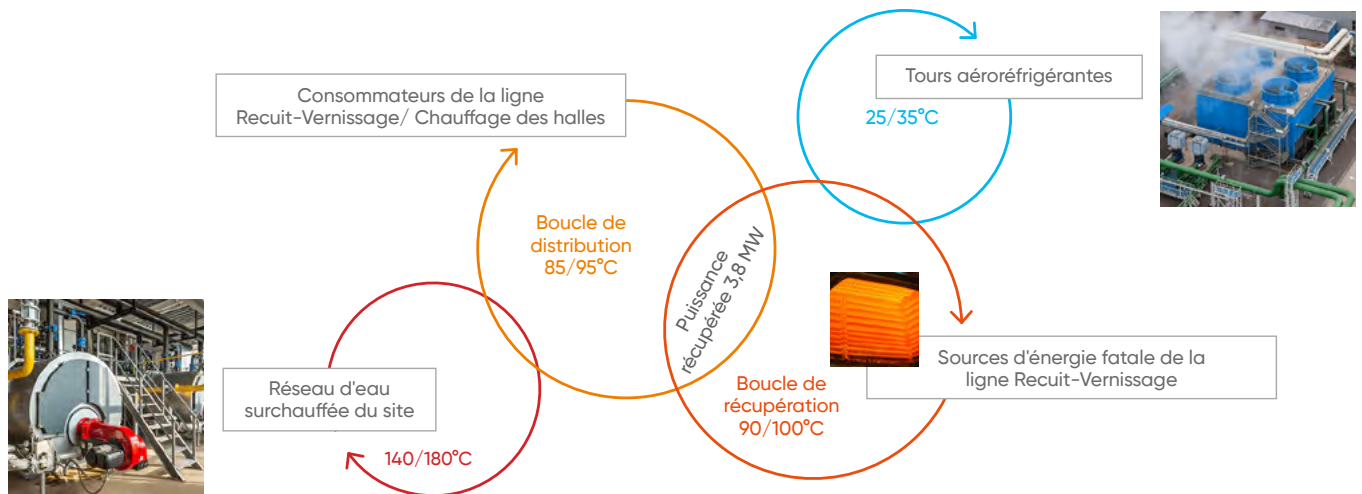 Tours aéroréfrigérantes
25/35°C
Consommateurs de la ligne
Recuit-Vernissage/ Chauffage des halles
Boucle de
distribution
85/95°C
Puissance
récupérée 3,8 MW
Sources d'énergie fatale de la
ligne Recuit-Vernissage
Boucle de
récupération
90/100°C
Réseau d'eau
surchauffée du site
140/180°C